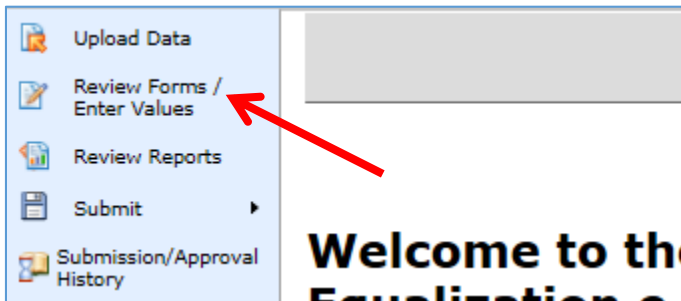 Upload Data
Review Forms /
Enter Values
Review Reports
Submit
Submission/Approval
History
Welcome to the
Equalization e